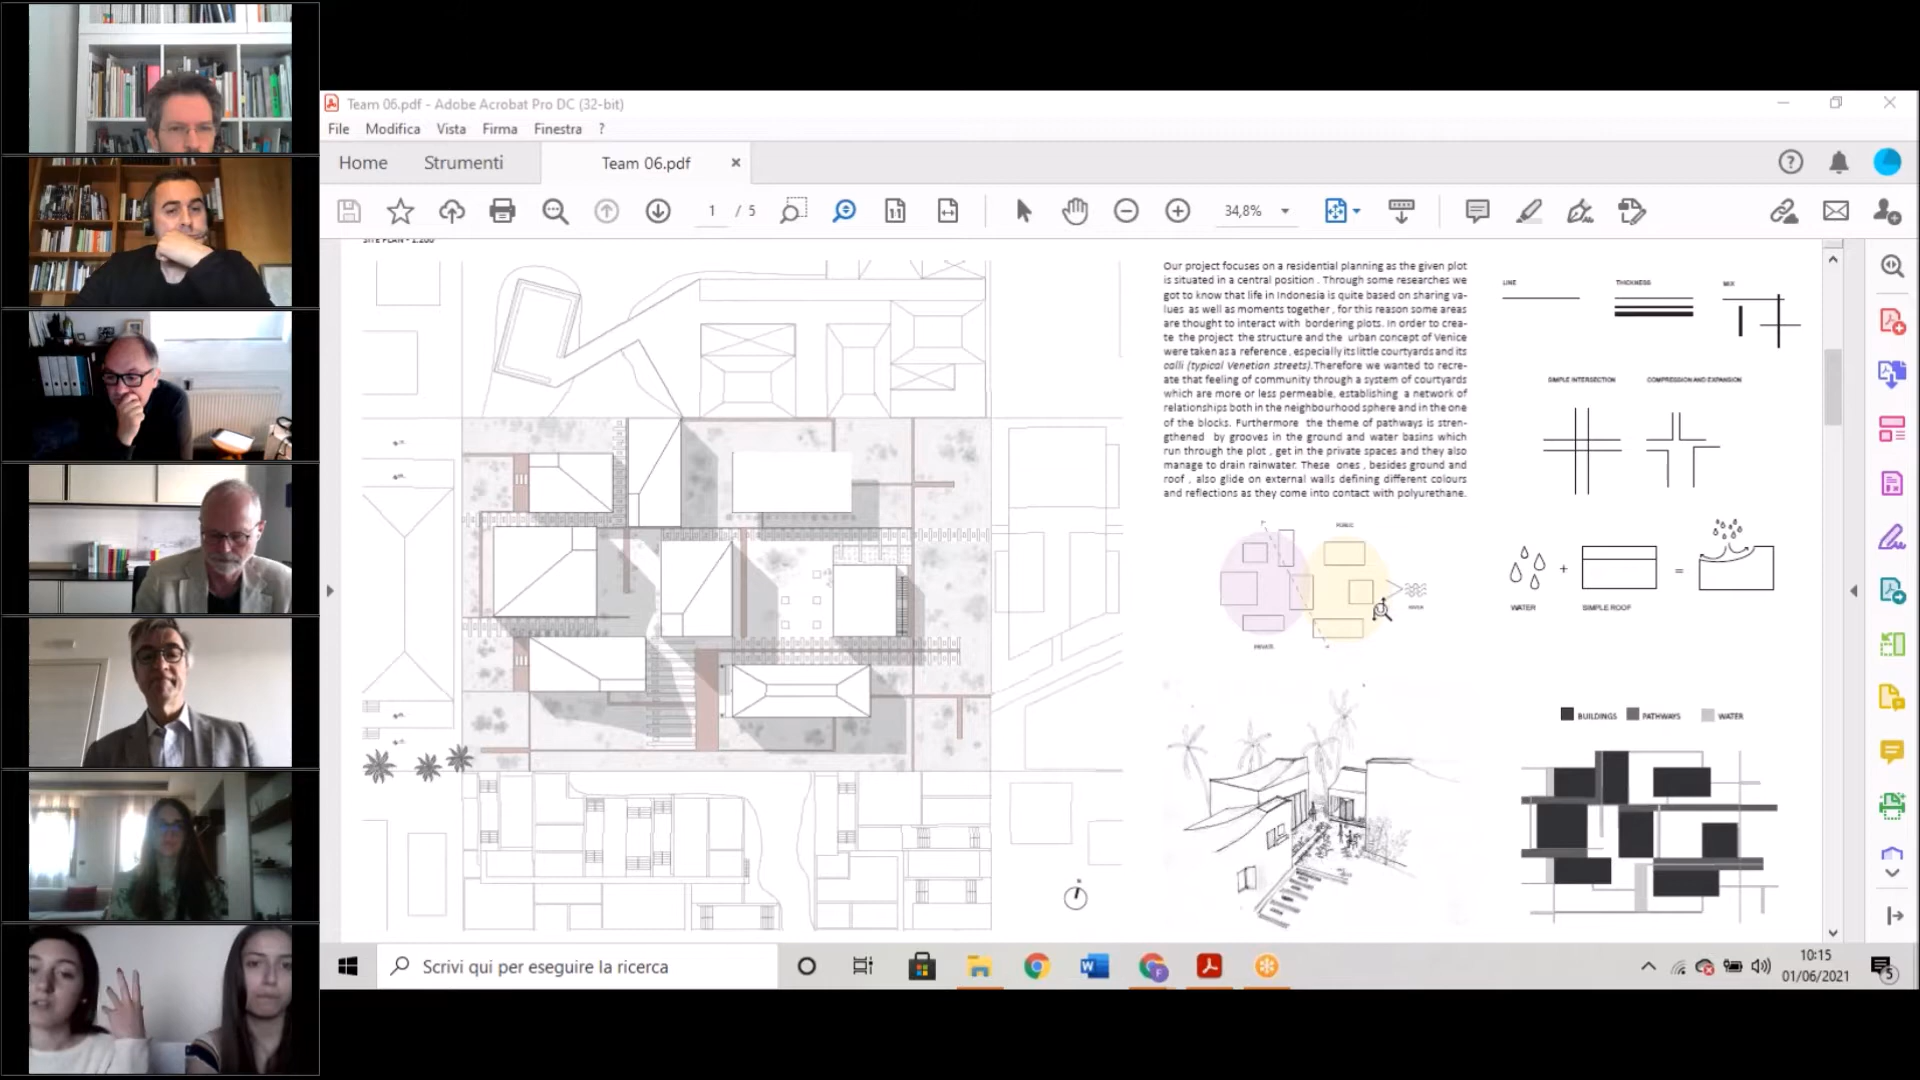 Team 06.pdf - Adobe Acrobat Pro DC (32-bit)
File Modifica Vista Firma Finestra ?
Home Strumenti Team 06.pdf
1 / 5 34,8%
SITE PLAN - 1:200
Our project focuses on a residential planning as the given plot
is situated in a central position . Through some researches we
got to know that life in Indonesia is quite based on sharing va-
lues as well as moments together , for this reason some areas
are thought to interact with bordering plots. In order to crea-
te the project the structure and the urban concept of Venice
were taken as a reference , especially its little courtyards and its
calli (typical Venetian streets).Therefore we wanted to recre-
ate that feeling of community through a system of courtyards
which are more or less permeable, establishing a network of
relationships both in the neighbourhood sphere and in the one
of the blocks. Furthermore the theme of pathways is stren-
gthened by grooves in the ground and water basins which
run through the plot , get in the private spaces and they also
manage to drain rainwater. These ones , besides ground and
roof , also glide on external walls defining different colours
and reflections as they come into contact with polyurethane.
LINE THICKNESS MIX
SIMPLE INTERSECTION COMPRESSION AND EXPANSION
PUBLIC
PRIVATE
+ =
WATER SIMPLE ROOF
BUILDINGS PATHWAYS WATER
Scrivi qui per eseguire la ricerca
10:15
01/06/2021
5